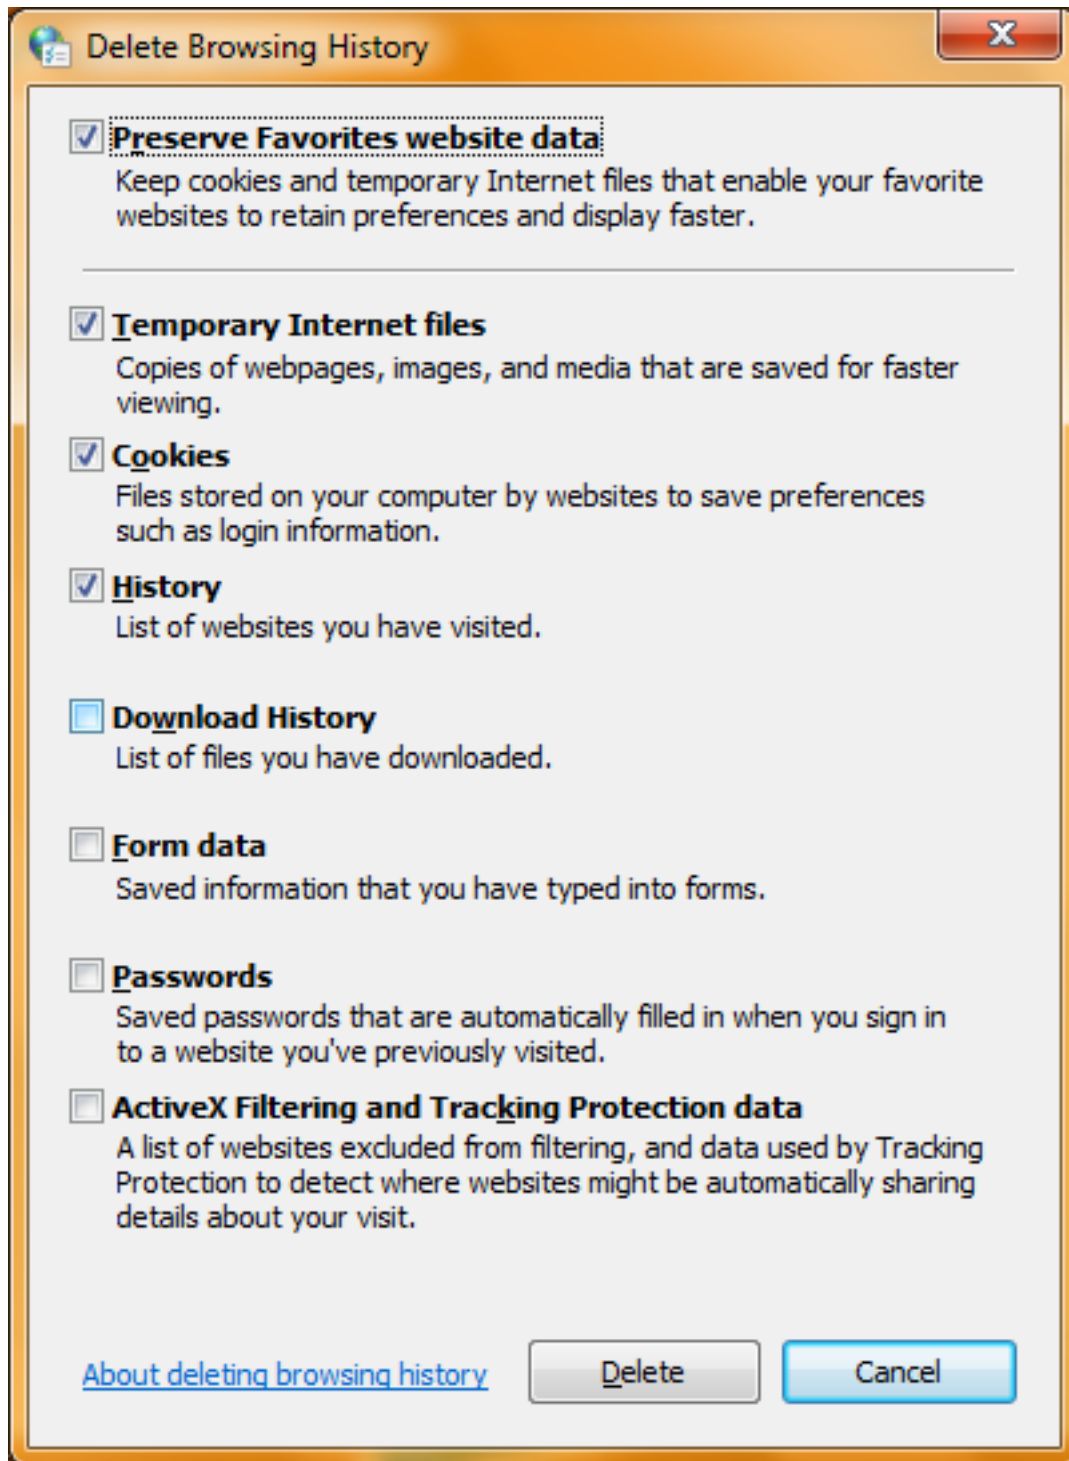 Delete Browsing History
Preserve Favorites website data
Keep cookies and temporary Internet files that enable your favorite
websites to retain preferences and display faster.
Temporary Internet files
Copies of webpages, images, and media that are saved for faster
viewing.
Cookies
Files stored on your computer by websites to save preferences
such as login information.
History
List of websites you have visited.
Download History
List of files you have downloaded.
Form data
Saved information that you have typed into forms.
Passwords
Saved passwords that are automatically filled in when you sign in
to a website you've previously visited.
ActiveX Filtering and Tracking Protection data
A list of websites excluded from filtering, and data used by Tracking
Protection to detect where websites might be automatically sharing
details about your visit.
About deleting browsing history Delete Cancel